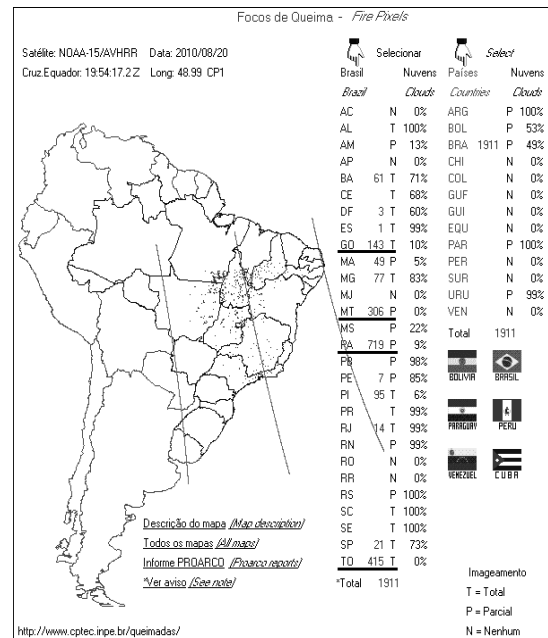 Focos de Queima - Fire Pixels
Satélite: NOAA-15/AVHRR Data: 2010/08/20
Cruz.Equador: 19:54:17.2 Z Long: 48.99 CP1
Selecionar
Select
Brasil Nuvens
Países Nuvens
Brazil Clouds
Countries Clouds
AC N 0%
AL T 100%
AM P 13%
AP N 0%
BA 61 T 71%
CE T 68%
DF 3 T 60%
ES 1 T 99%
GO 143 T 10%
MA 49 P 5%
MG 77 T 83%
MJ N 0%
MT 306 P 0%
MS P 22%
PA 719 P 9%
PB P 98%
PE 7 P 85%
PI 95 T 6%
PR T 99%
RJ 14 T 99%
RN P 99%
RO N 0%
RR N 0%
RS P 100%
SC T 100%
SE T 100%
SP 21 T 73%
TO 415 T 0%
*Total 1911
ARG P 100%
BOL P 53%
BRA 1911 P 49%
CHI N 0%
COL N 0%
GUF N 0%
GUI N 0%
EQU N 0%
PAR P 100%
PER N 0%
SUR N 0%
URU P 99%
VEN N 0%
Total 1911
BOLIVIA BRASIL
PARAGUAY PERU
VENEZUEL CUBA
Descrição do mapa (Map description)
Todos os mapas (All maps)
Informe PROARCO (Proarco reports)
*Ver aviso (See note)
Imageamento
T = Total
P = Parcial
N = Nenhum
http://www.cptec.inpe.br/queimadas/